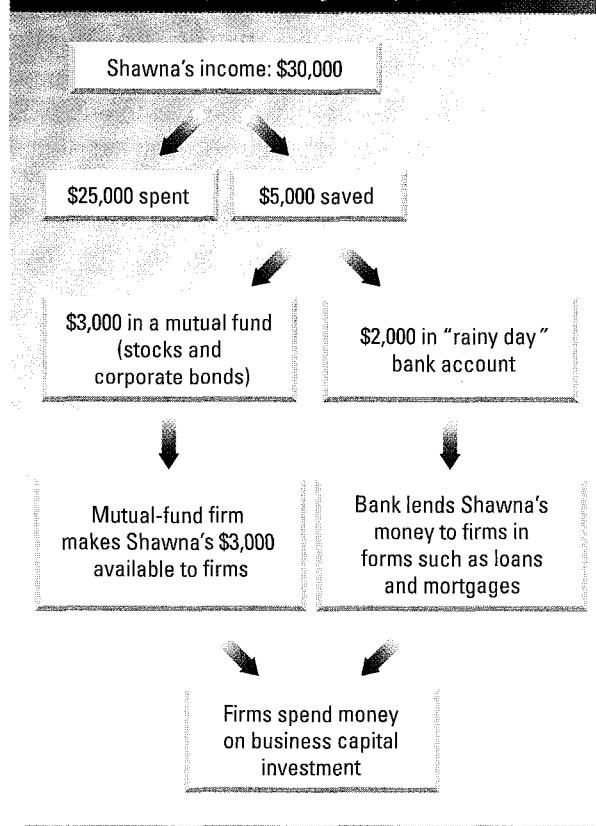 Shawna's income: $30,000
$25,000 spent
$5,000 saved
$3,000 in a mutual fund
(stocks and
corporate bonds)
$2,000 in "rainy day"
bank account
Mutual-fund firm
makes Shawna's $3,000
available to firms
Bank lends Shawna's
money to firms in
forms such as loans
and mortgages
Firms spend money
on business capital
investment